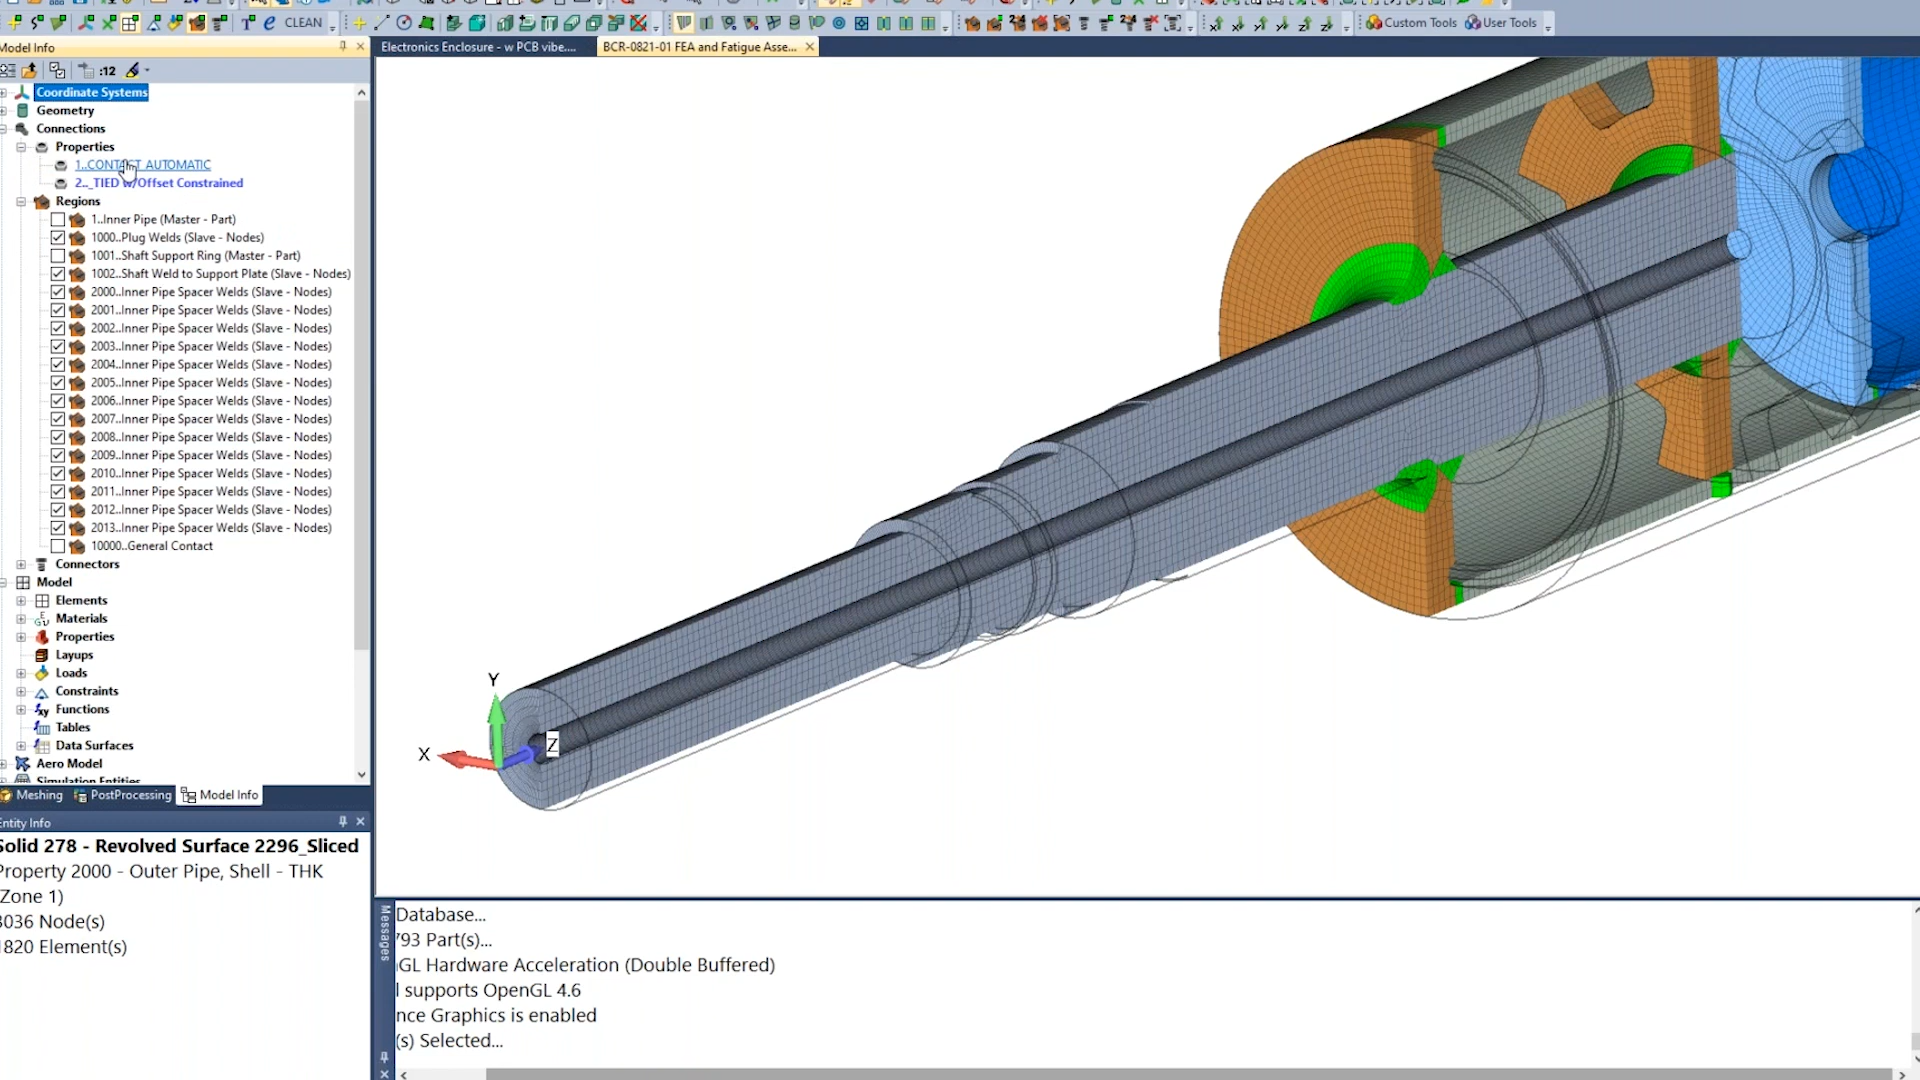 CLEAN
Custom Tools
User Tools
Model Info
Electronics Enclosure - w PCB vibe....
BCR-0821-01 FEA and Fatigue Asse...
:12
Coordinate Systems
Geometry
Connections
Properties
1..CONTACT AUTOMATIC
2.._TIED w/Offset Constrained
Regions
1..Inner Pipe (Master - Part)
1000..Plug Welds (Slave - Nodes)
1001..Shaft Support Ring (Master - Part)
1002..Shaft Weld to Support Plate (Slave - Nodes)
2000..Inner Pipe Spacer Welds (Slave - Nodes)
2001..Inner Pipe Spacer Welds (Slave - Nodes)
2002..Inner Pipe Spacer Welds (Slave - Nodes)
2003..Inner Pipe Spacer Welds (Slave - Nodes)
2004..Inner Pipe Spacer Welds (Slave - Nodes)
2005..Inner Pipe Spacer Welds (Slave - Nodes)
2006..Inner Pipe Spacer Welds (Slave - Nodes)
2007..Inner Pipe Spacer Welds (Slave - Nodes)
2008..Inner Pipe Spacer Welds (Slave - Nodes)
2009..Inner Pipe Spacer Welds (Slave - Nodes)
2010..Inner Pipe Spacer Welds (Slave - Nodes)
2011..Inner Pipe Spacer Welds (Slave - Nodes)
2012..Inner Pipe Spacer Welds (Slave - Nodes)
2013..Inner Pipe Spacer Welds (Slave - Nodes)
10000..General Contact
Connectors
Model
Elements
Materials
Properties
Layups
Loads
Constraints
Functions
Tables
Data Surfaces
Aero Model
Simulation Entities
Meshing
PostProcessing
Model Info
Y
X
Z
Entity Info
Solid 278 - Revolved Surface 2296_Sliced
Property 2000 - Outer Pipe, Shell - THK
Zone 1)
3036 Node(s)
1820 Element(s)
Messages
Database...
793 Part(s)...
GL Hardware Acceleration (Double Buffered)
l supports OpenGL 4.6
nce Graphics is enabled
(s) Selected...